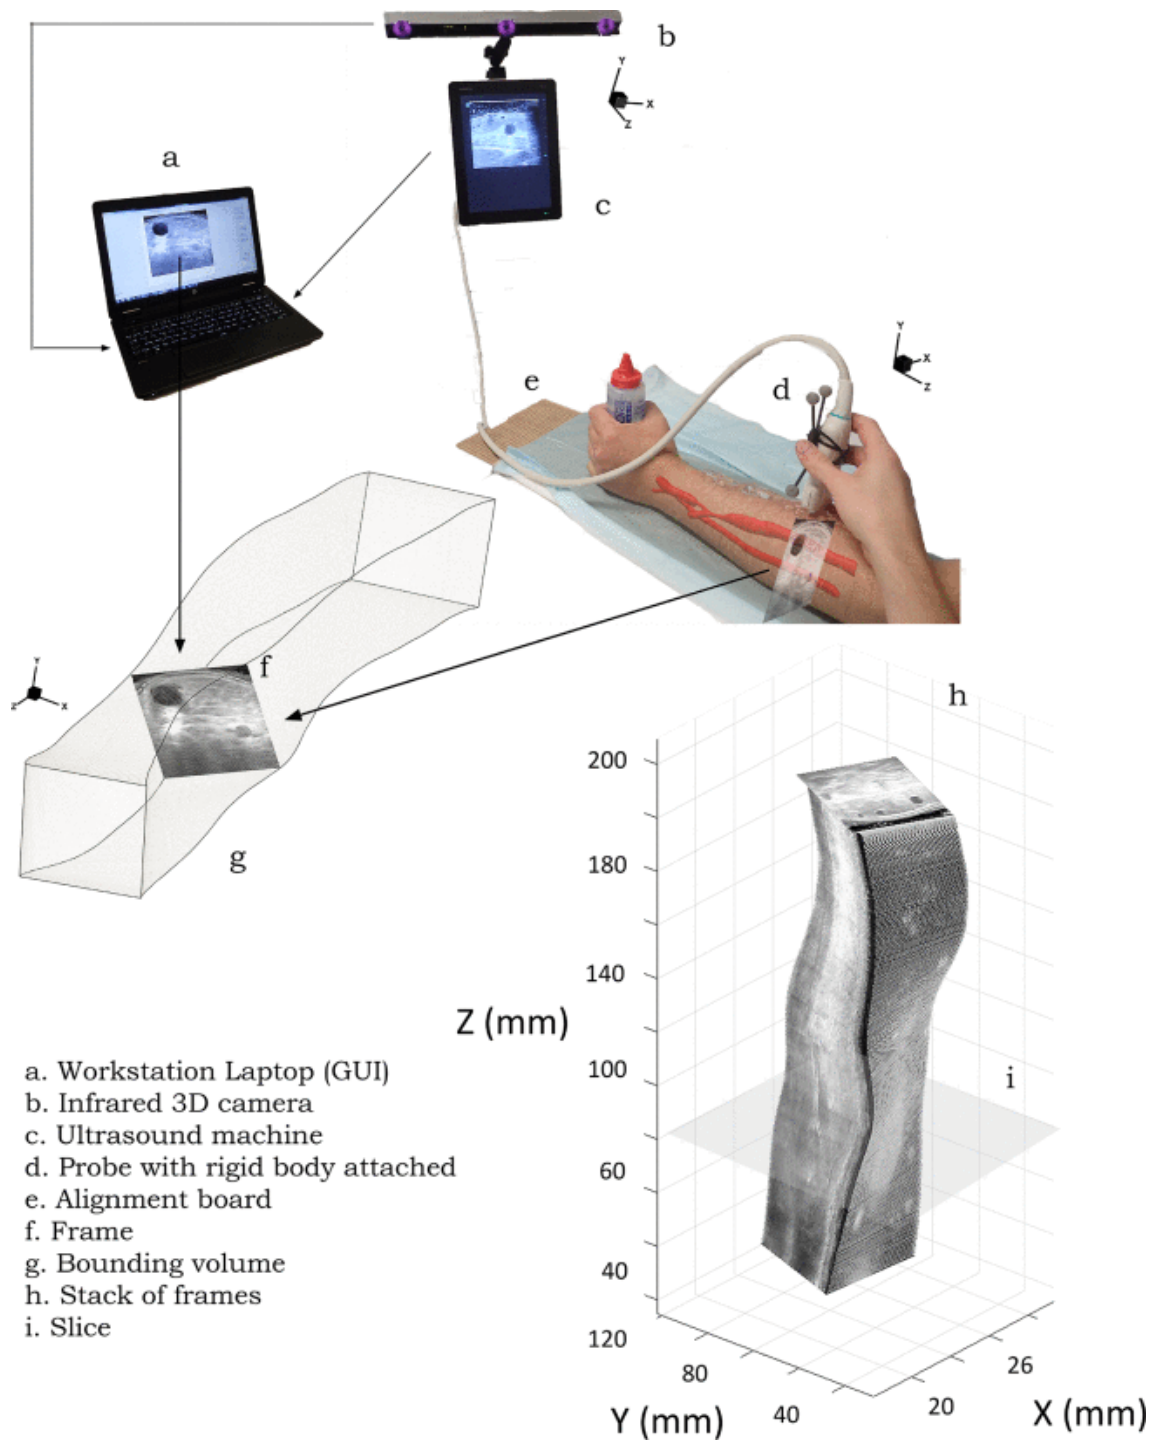 b
Y
X
Z
a
c
Y
X
Z
e
d
f
Y
Z
X
h
g
200
180
140
Z (mm)
100
i
60
40
120
80
40
Y (mm)
26
20
X (mm)
a. Workstation Laptop (GUI)
b. Infrared 3D camera
c. Ultrasound machine
d. Probe with rigid body attached
e. Alignment board
f. Frame
g. Bounding volume
h. Stack of frames
i. Slice